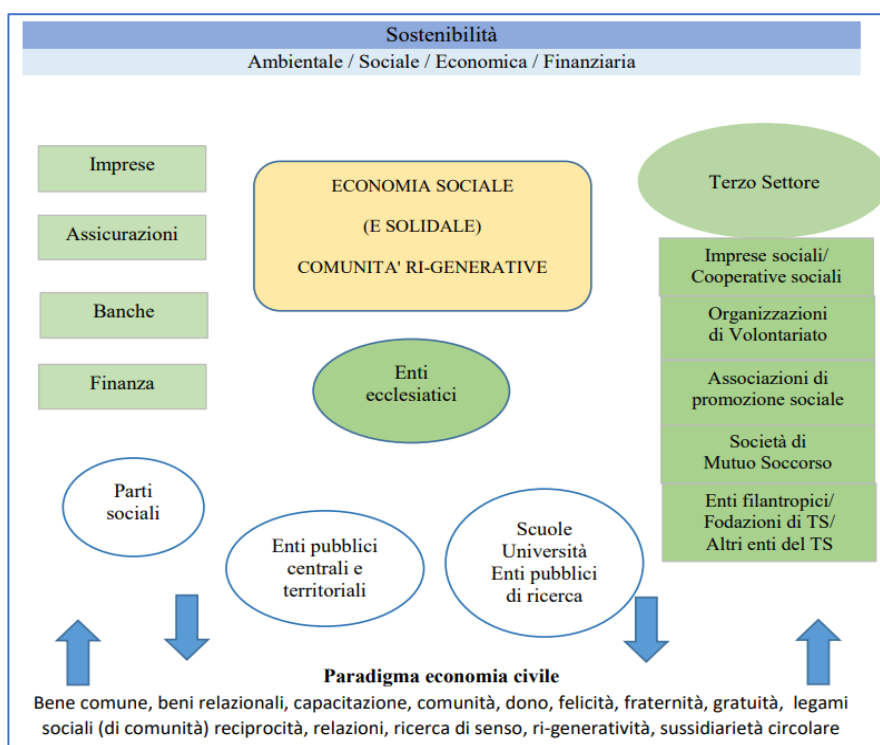 Sostenibilità
Ambientale / Sociale / Economica / Finanziaria
Imprese
Assicurazioni
Banche
Finanza
ECONOMIA SOCIALE
(E SOLIDALE)
COMUNITA' RI-GENERATIVE
Enti
ecclesiatici
Terzo Settore
Imprese sociali/
Cooperative sociali
Organizzazioni
di Volontariato
Associazioni di
promozione sociale
Società di
Mutuo Soccorso
Enti filantropici/
Fodazioni di TS/
Altri enti del TS
Parti
sociali
Enti pubblici
centrali e
territoriali
Scuole
Università
Enti pubblici
di ricerca
Paradigma economia civile
Bene comune, beni relazionali, capacitazione, comunità, dono, felicità, fraternità, gratuità, legami
sociali (di comunità) reciprocità, relazioni, ricerca di senso, ri-generatività, sussidiarietà circolare